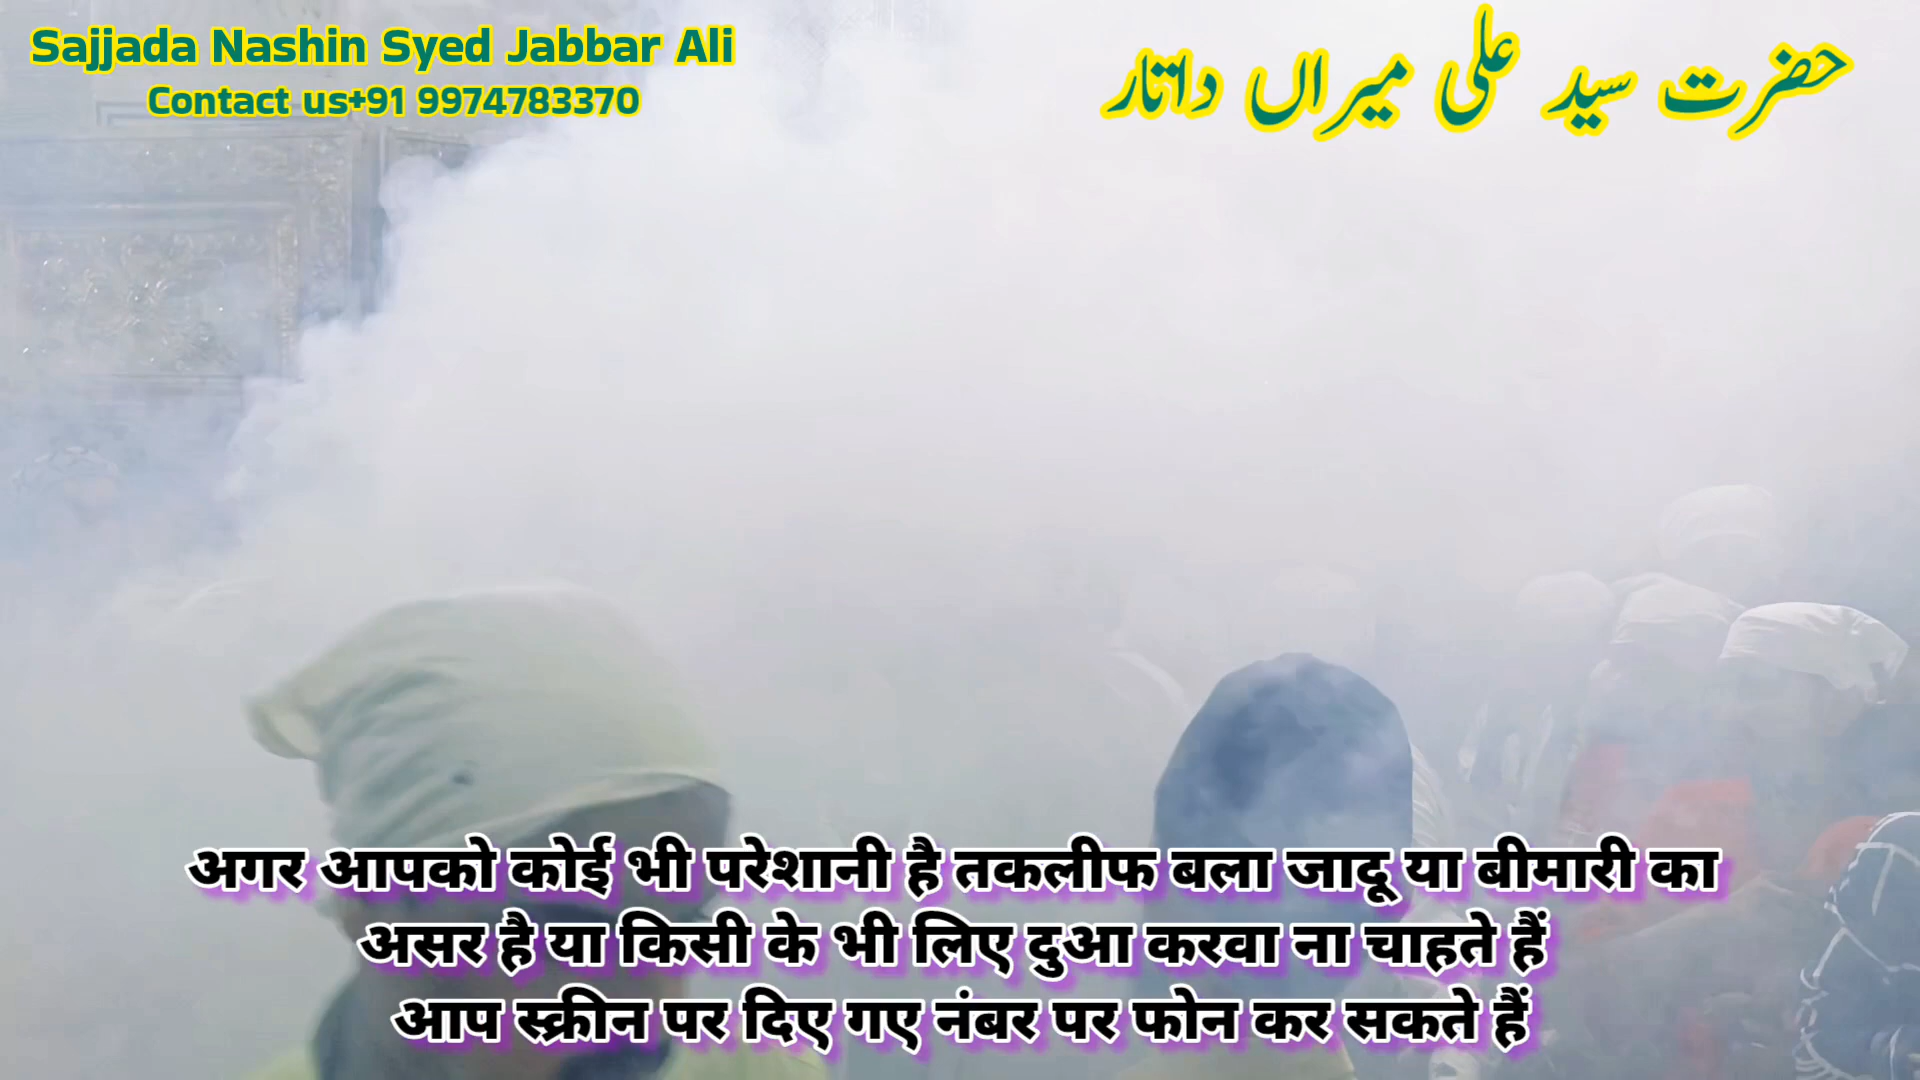 Sajjada Nashin Syed Jabbar Ali
Contact us+91 9974783370
حضرت سید علی میراں داتار
अगर आपको कोई भी परेशानी है तकलीफ बला जादू या बीमारी का
असर है या किसी के भी लिए दुआ करवा ना चाहते हैं
आप स्क्रीन पर दिए गए नंबर पर फोन कर सकते हैं